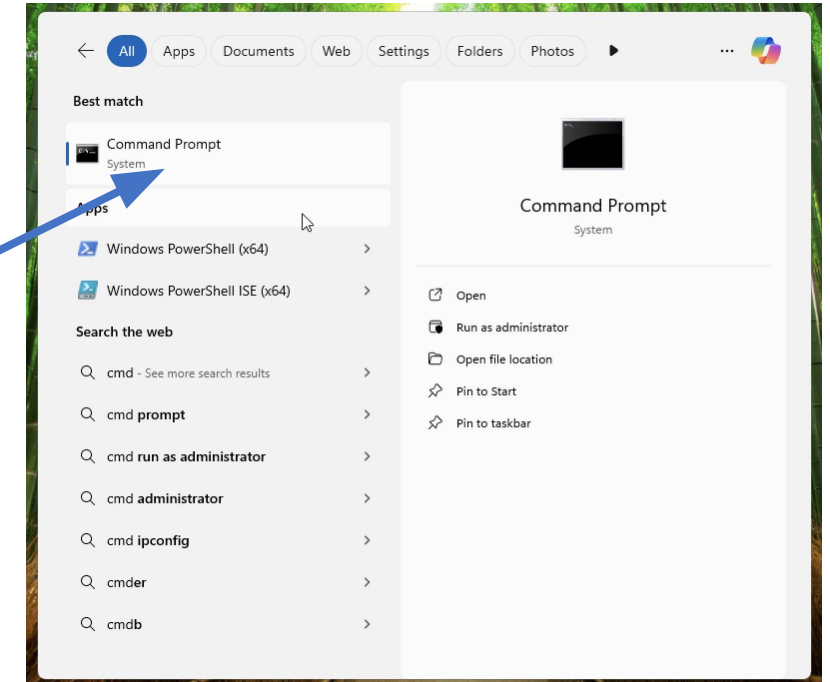 All Apps Documents Web Settings Folders Photos
Best match
Command Prompt
System
Apps
Windows PowerShell (x64)
Windows PowerShell ISE (x64)
Search the web
cmd - See more search results
cmd prompt
cmd run as administrator
cmd administrator
cmd ipconfig
cmder
cmdb
Command Prompt
System
Open
Run as administrator
Open file location
Pin to Start
Pin to taskbar